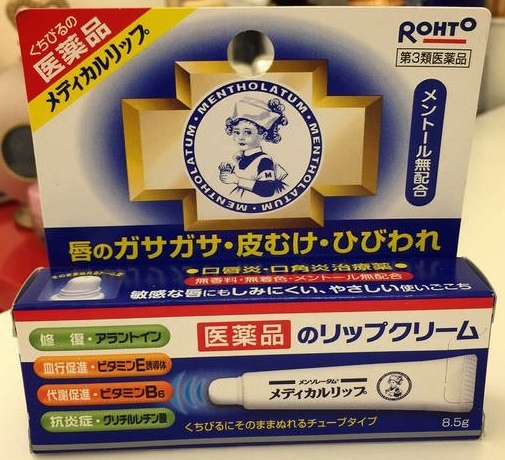 くちびるの
医薬品
メディカルリップ
ROHTO
第3類医薬品
メントール無配合
MENTHOLATUM・MENTHOLATUM・MENTHOLATUM・
M
唇のガサガサ・皮むけ・ひびわれ
●口唇炎・口角炎治療薬●
無香料・無着色・メントール無配合
敏感な唇にもしみにくい、やさしい使いごこち
医薬品のリップクリーム
修復・アラントイン
血行促進・ビタミンE誘導体
代謝促進・ビタミンB6
抗炎症・グリチルレチン酸
メンソレータム
メディカルリップ
くちびるにそのままぬれるチューブタイプ
8.5g